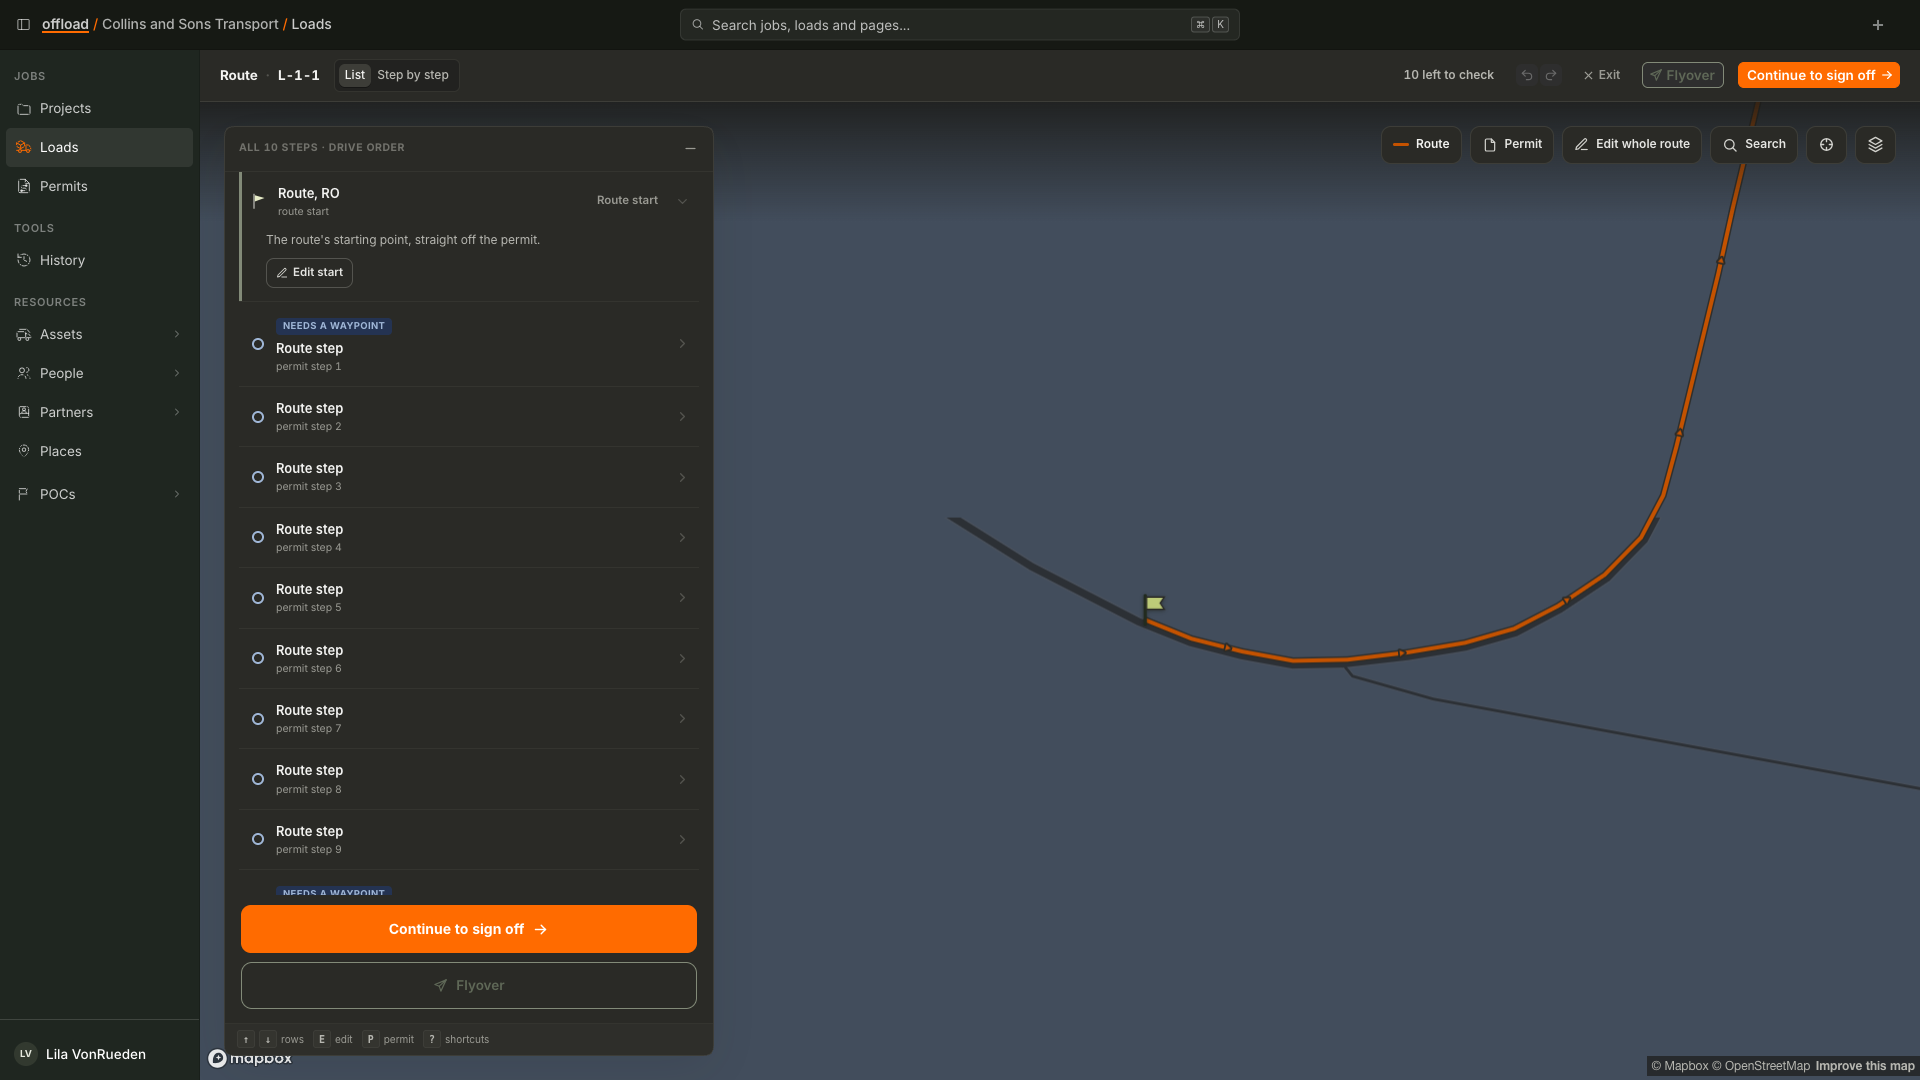 offload / Collins and Sons Transport / Loads
Search jobs, loads and pages...
⌘ K
JOBS
Projects
Loads
Permits
TOOLS
History
RESOURCES
Assets
People
Partners
Places
POCs
LV Lila VonRueden
Route · L-1-1
List
Step by step
10 left to check
Exit
Flyover
Continue to sign off →
ALL 10 STEPS · DRIVE ORDER
Route, RO
route start
Route start
The route's starting point, straight off the permit.
Edit start
NEEDS A WAYPOINT
Route step
permit step 1
Route step
permit step 2
Route step
permit step 3
Route step
permit step 4
Route step
permit step 5
Route step
permit step 6
Route step
permit step 7
Route step
permit step 8
Route step
permit step 9
NEEDS A WAYPOINT
Continue to sign off →
Flyover
↑ ↓ rows E edit P permit ? shortcuts
Route
Permit
Edit whole route
Search
mapbox
© Mapbox © OpenStreetMap Improve this map